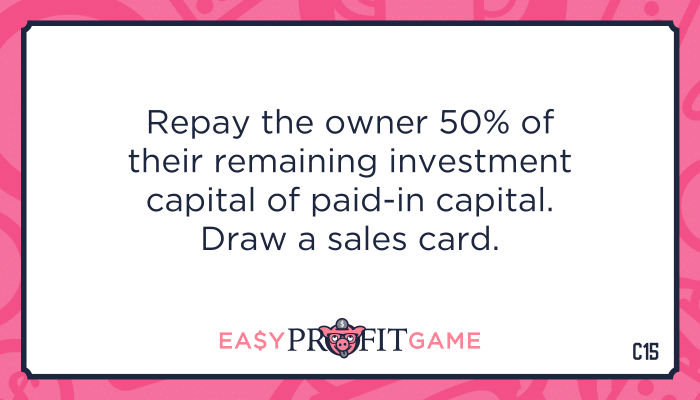 Repay the owner 50% of
their remaining investment
capital of paid-in capital.
Draw a sales card.
EA$Y PROFIT GAME
C15